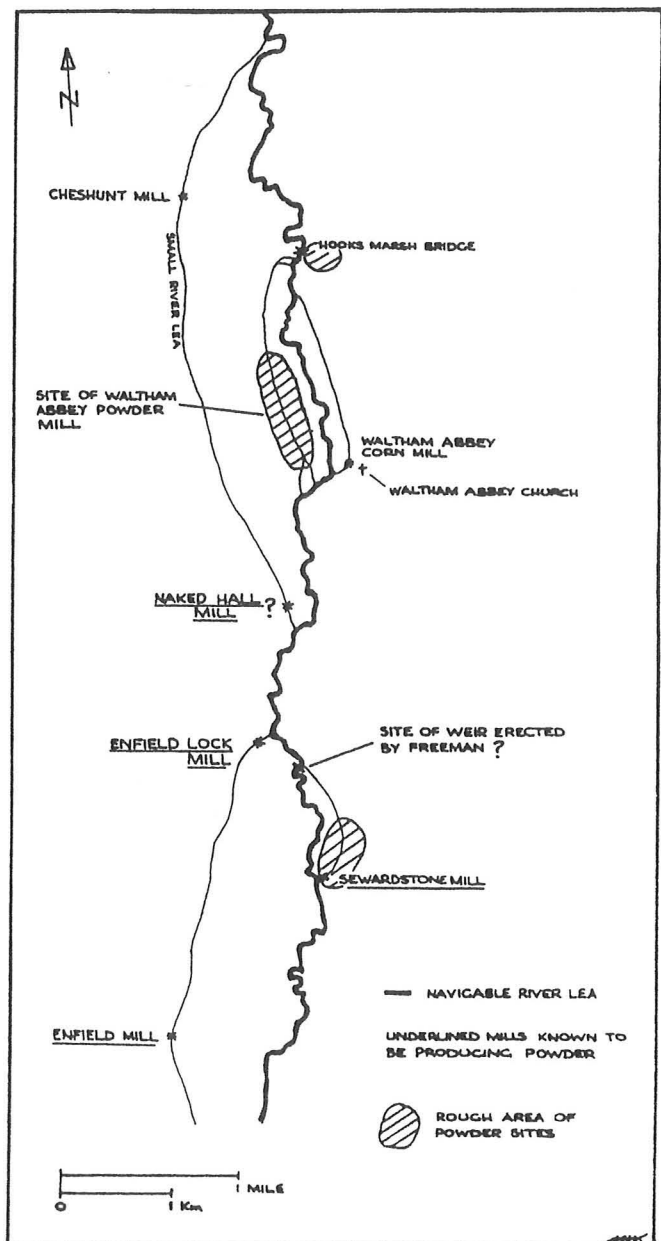 N
CHESHUNT MILL
SMALL RIVER LEA
HOOKS MARSH BRIDGE
SITE OF WALTHAM
ABBEY POWDER
MILL
WALTHAM ABBEY
CORN MILL
WALTHAM ABBEY CHURCH
NAKED HALL
MILL ?
ENFIELD LOCK
MILL
SITE OF WEIR ERECTED
BY FREEMAN ?
SEWARDSTONE MILL
NAVIGABLE RIVER LEA
ENFIELD MILL
UNDERLINED MILLS KNOWN TO
BE PRODUCING POWDER
ROUGH AREA OF
POWDER SITES
1 MILE
0 1 Km